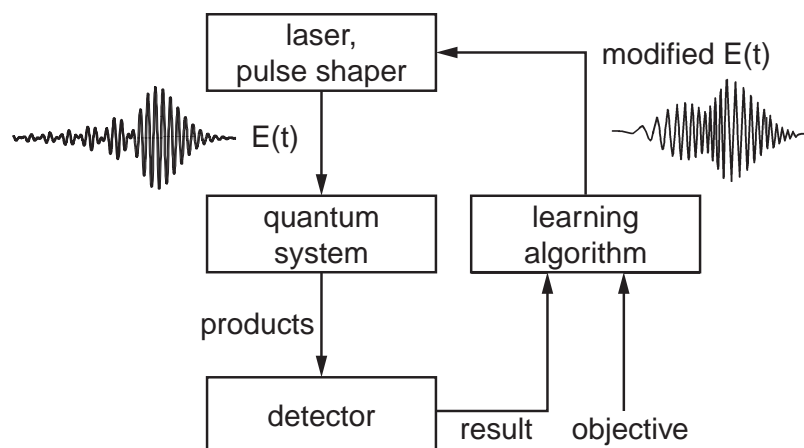 laser,
pulse shaper
modified E(t)
E(t)
quantum
system
learning
algorithm
products
detector
result
objective